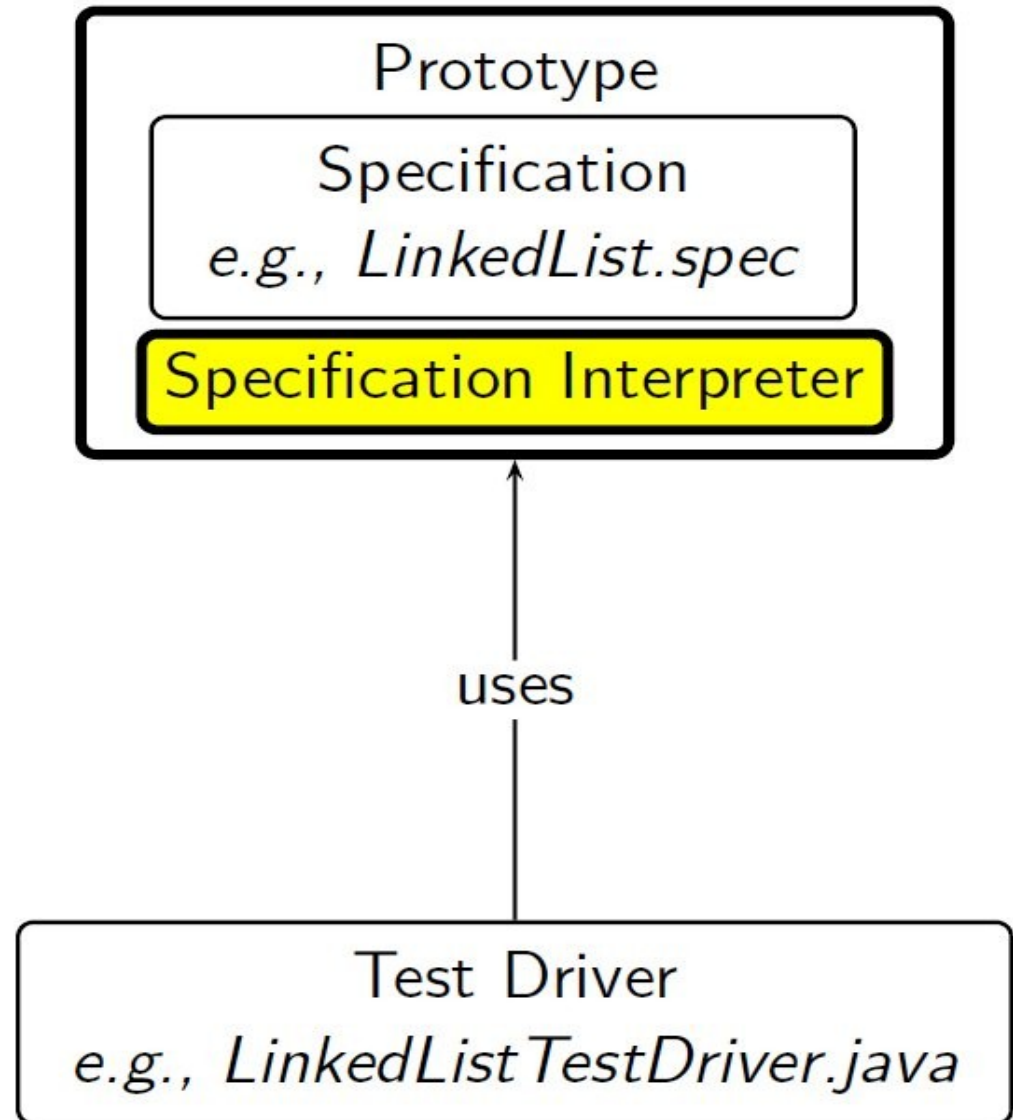 Prototype
Specification
e.g., LinkedList.spec
Specification Interpreter
uses
Test Driver
e.g., LinkedListTestDriver.java